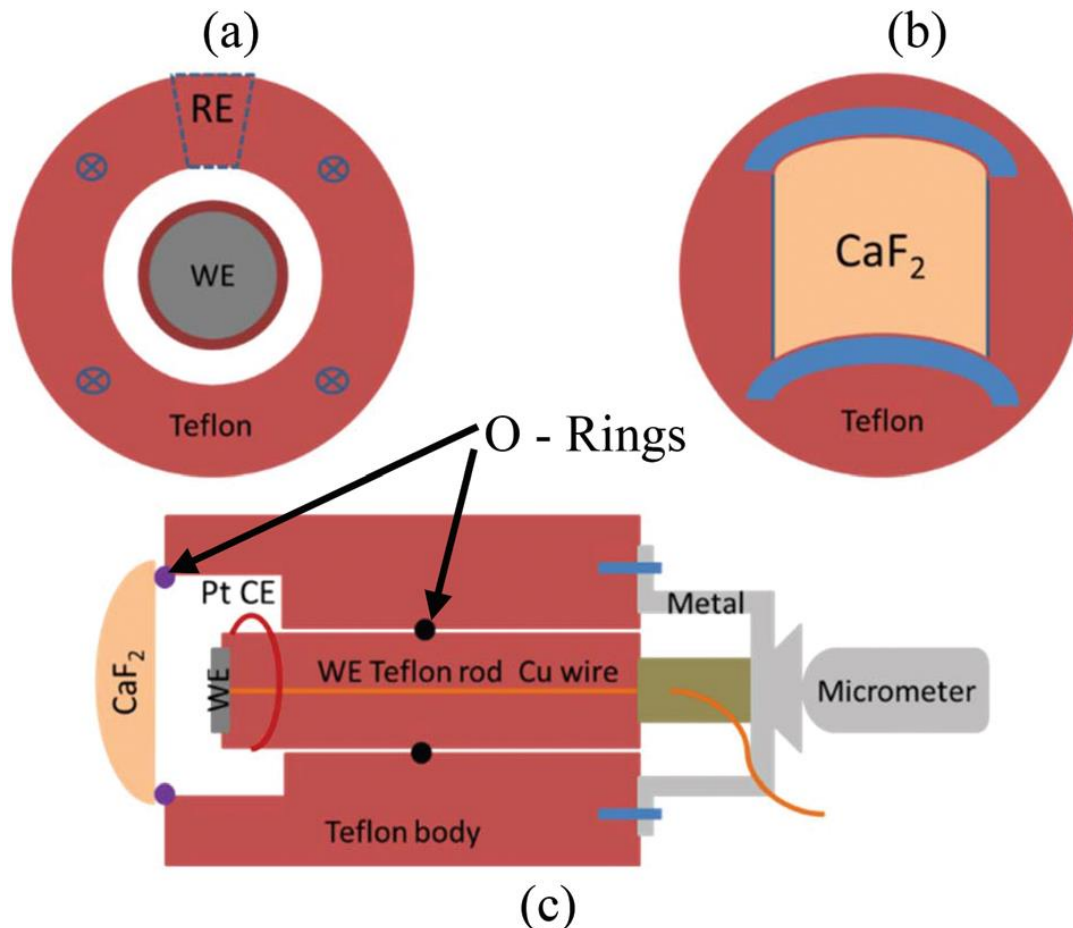 (a)
(b)
RE
WE
Teflon
CaF₂
Teflon
O - Rings
Pt CE
Metal
CaF₂
WE
WE Teflon rod Cu wire
Micrometer
Teflon body
(c)